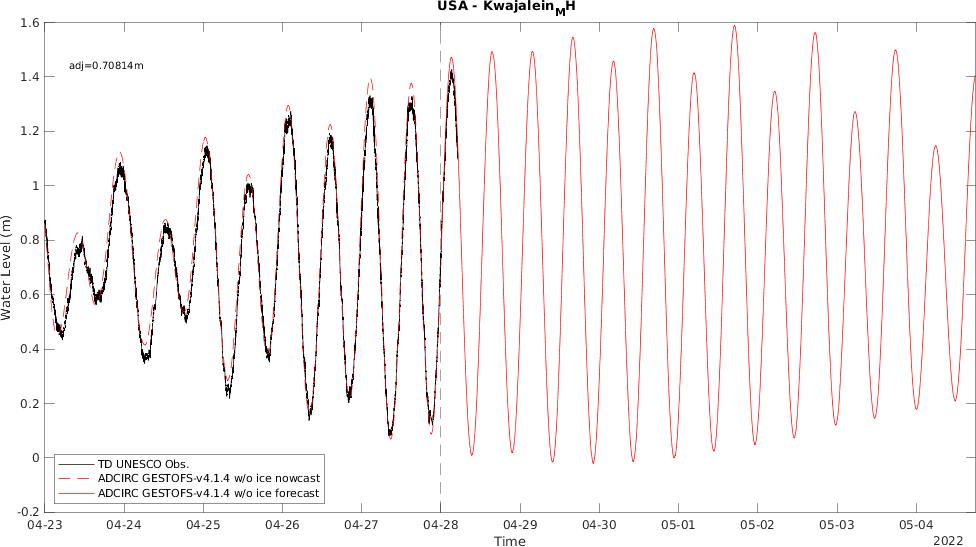 USA - Kwajalein_MH
1.6
1.4
1.2
1
0.8
0.6
0.4
0.2
0
-0.2
Water Level (m)
adj=0.70814m
TD UNESCO Obs.
ADCIRC GESTOFS-v4.1.4 w/o ice nowcast
ADCIRC GESTOFS-v4.1.4 w/o ice forecast
04-23 04-24 04-25 04-26 04-27 04-28 04-29 04-30 05-01 05-02 05-03 05-04
Time
2022